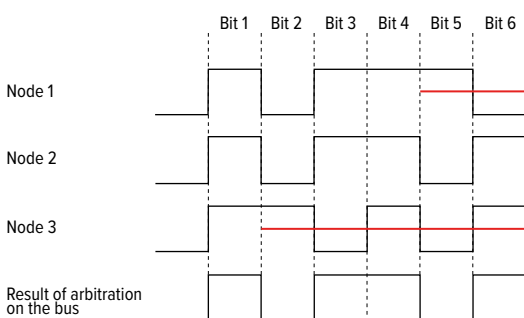 Bit 1 Bit 2 Bit 3 Bit 4 Bit 5 Bit 6
Node 1
Node 2
Node 3
Result of arbitration
on the bus